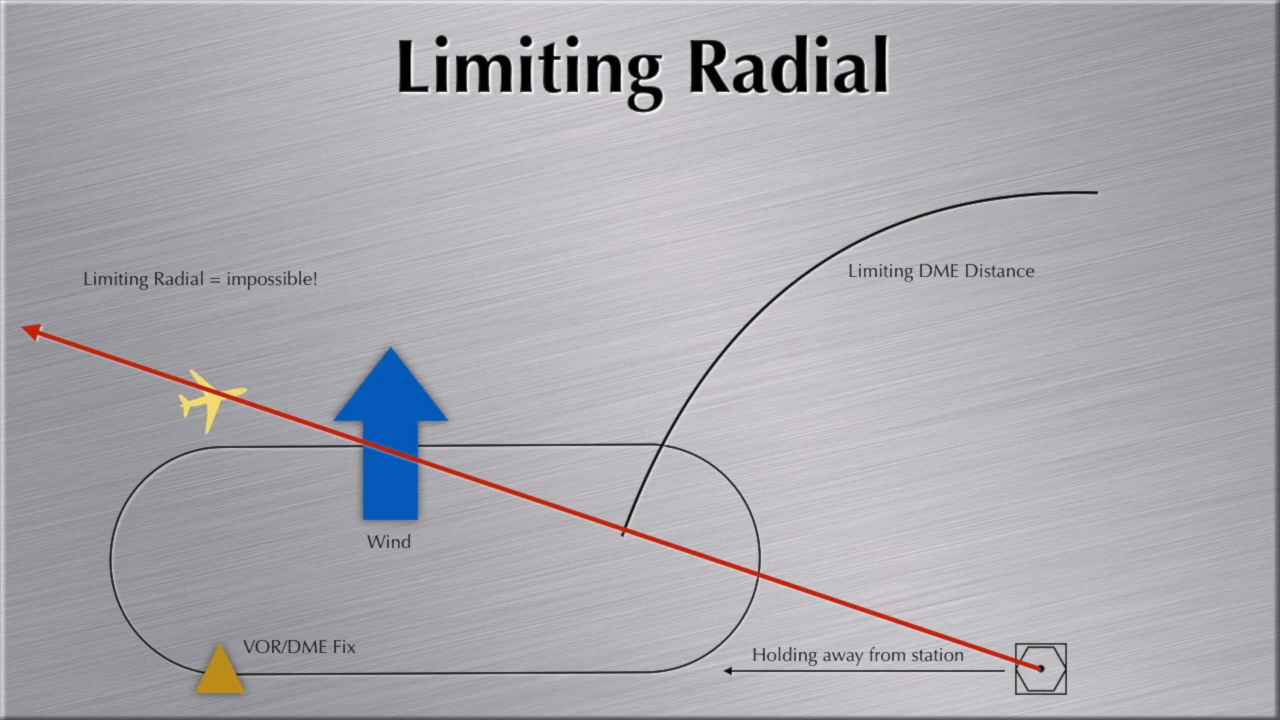 Limiting Radial
Limiting DME Distance
Limiting Radial = impossible!
Wind
VOR/DME Fix
Holding away from station